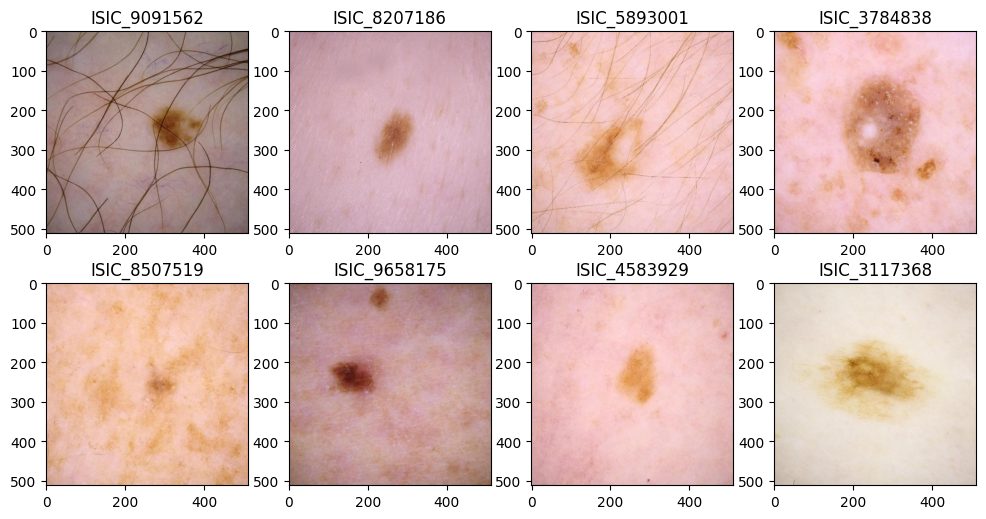 ISIC_9091562 ISIC_8207186 ISIC_5893001 ISIC_3784838
0 0 0 0
100 100 100 100
200 200 200 200
300 300 300 300
400 400 400 400
500 500 500 500
0 200 400 0 200 400 0 200 400 0 200 400
ISIC_8507519 ISIC_9658175 ISIC_4583929 ISIC_3117368
0 0 0 0
100 100 100 100
200 200 200 200
300 300 300 300
400 400 400 400
500 500 500 500
0 200 400 0 200 400 0 200 400 0 200 400